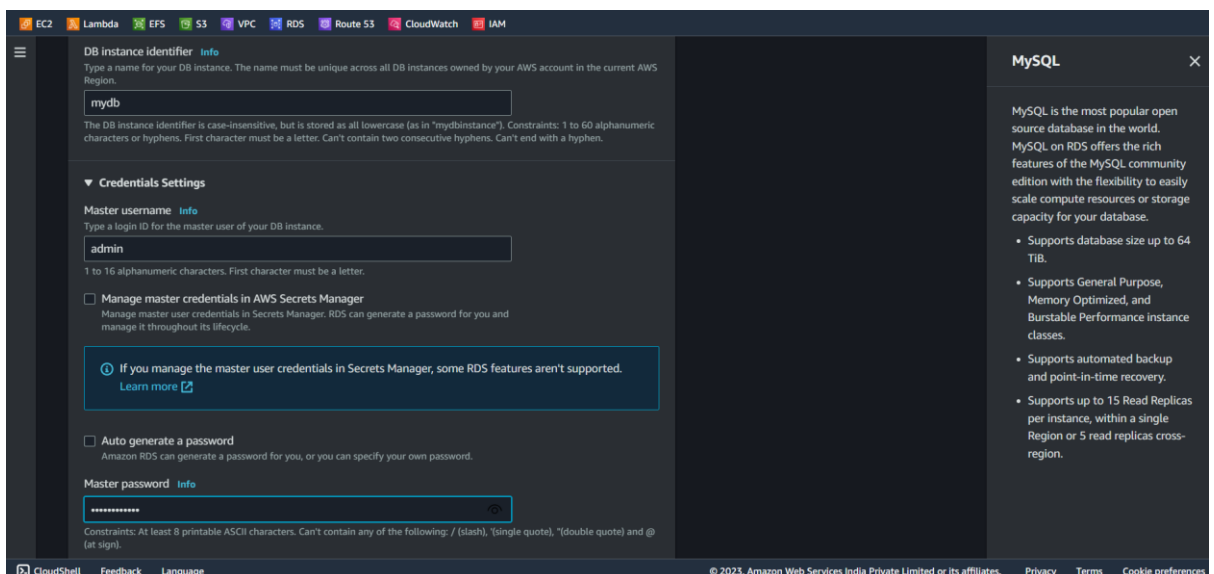 EC2 Lambda EFS S3 VPC RDS Route 53 CloudWatch IAM
DB instance identifier Info
Type a name for your DB instance. The name must be unique across all DB instances owned by your AWS account in the current AWS
Region.
mydb
The DB instance identifier is case-insensitive, but is stored as all lowercase (as in "mydbinstance"). Constraints: 1 to 60 alphanumeric
characters or hyphens. First character must be a letter. Can't contain two consecutive hyphens. Can't end with a hyphen.
Credentials Settings
Master username Info
Type a login ID for the master user of your DB instance.
admin
1 to 16 alphanumeric characters. First character must be a letter.
Manage master credentials in AWS Secrets Manager
Manage master user credentials in Secrets Manager. RDS can generate a password for you and
manage it throughout its lifecycle.
If you manage the master user credentials in Secrets Manager, some RDS features aren't supported.
Learn more
Auto generate a password
Amazon RDS can generate a password for you, or you can specify your own password.
Master password Info
••••••••••••
Constraints: At least 8 printable ASCII characters. Can't contain any of the following: / (slash), '(single quote), "(double quote) and @
(at sign).
MySQL
MySQL is the most popular open
source database in the world.
MySQL on RDS offers the rich
features of the MySQL community
edition with the flexibility to easily
scale compute resources or storage
capacity for your database.
• Supports database size up to 64
TiB.
• Supports General Purpose,
Memory Optimized, and
Burstable Performance instance
classes.
• Supports automated backup
and point-in-time recovery.
• Supports up to 15 Read Replicas
per instance, within a single
Region or 5 read replicas cross-
region.
CloudShell Feedback Language © 2023, Amazon Web Services India Private Limited or its affiliates. Privacy Terms Cookie preferences